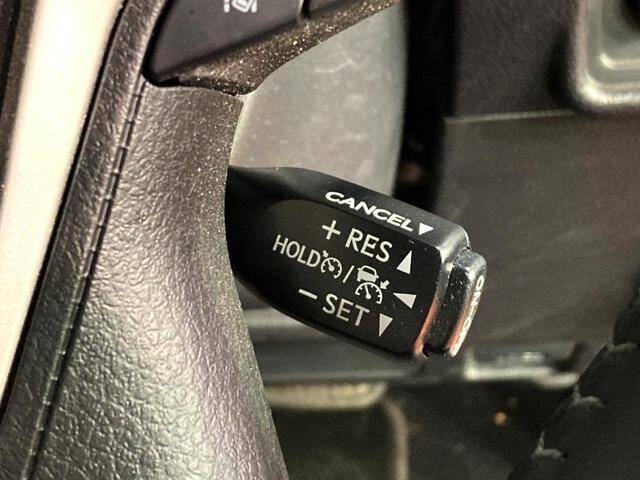 CANCEL▼
+ RES ▲
HOLD /
− SET ▼